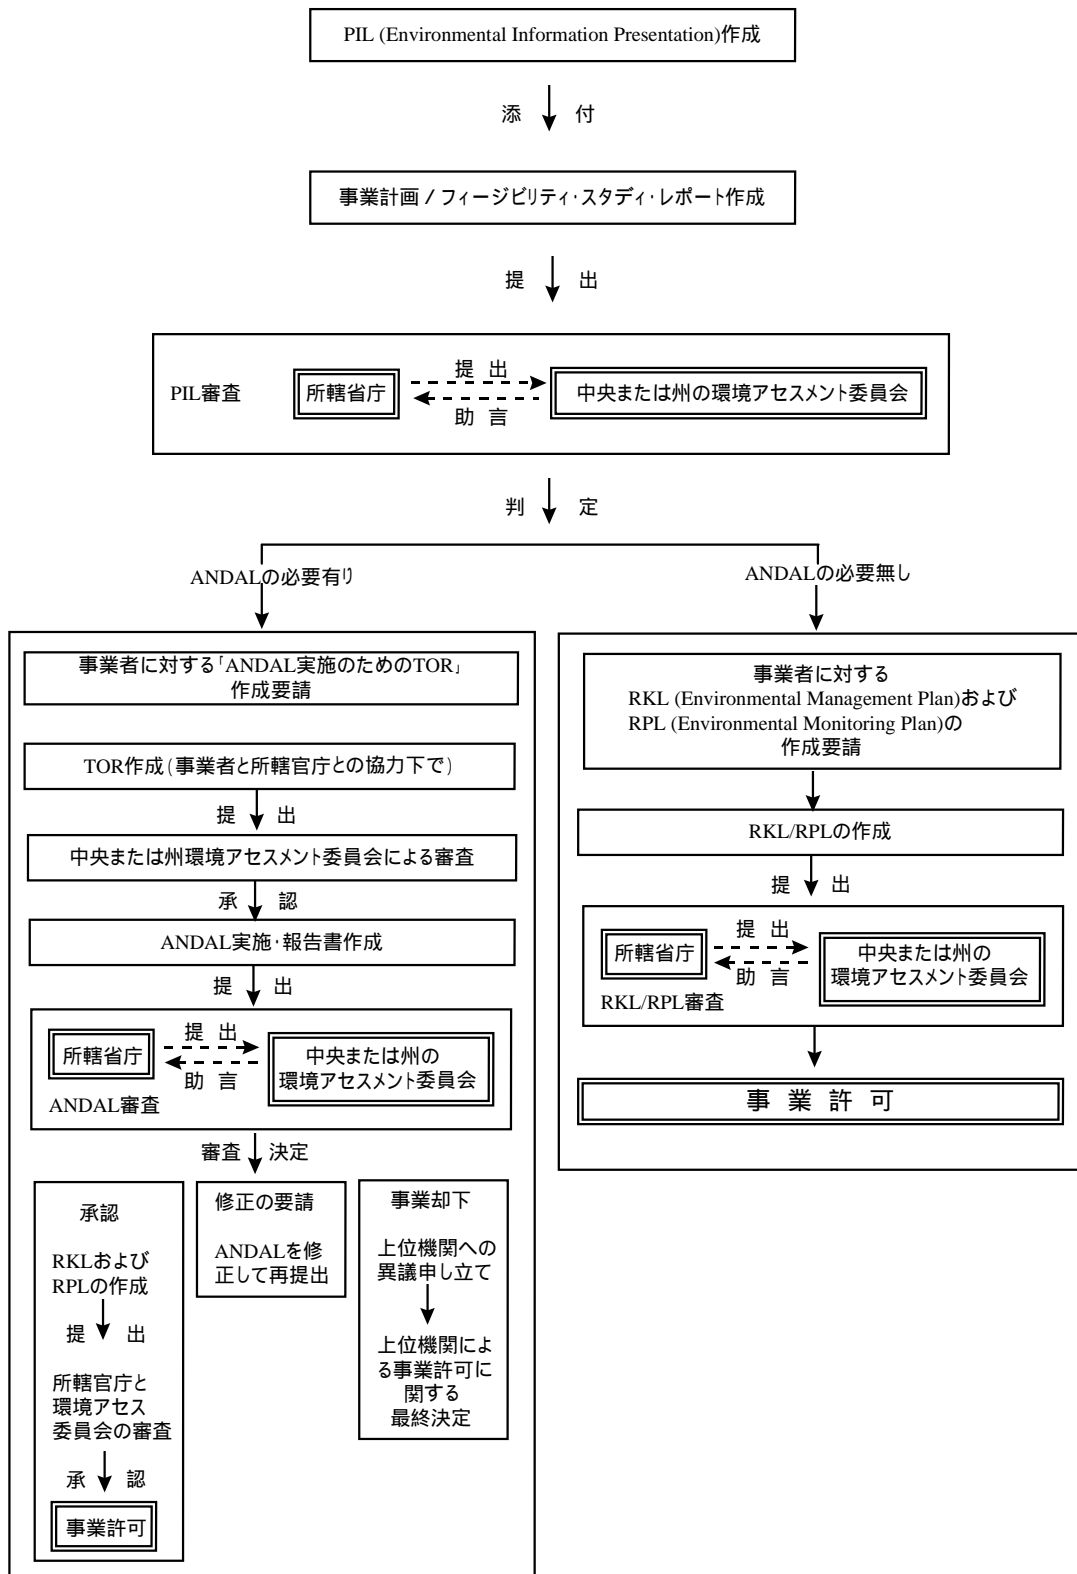 PIL (Environmental Information Presentation)作成
添 付
事業計画 / フィージビリティ・スタディ・レポート作成
提 出
PIL審査
所轄省庁
提 出
助 言
中央または州の環境アセスメント委員会
判 定
ANDALの必要有り
ANDALの必要無し
事業者に対する「ANDAL実施のためのTOR」
作成要請
TOR作成(事業者と所轄官庁との協力下で)
提 出
中央または州環境アセスメント委員会による審査
承 認
ANDAL実施・報告書作成
提 出
所轄省庁
提 出
助 言
中央または州の
環境アセスメント委員会
ANDAL審査
審査 決定
承認
RKLおよび
RPLの作成
提 出
所轄官庁と
環境アセス
委員会の審査
承 認
事業許可
修正の要請
ANDALを修
正して再提出
事業却下
上位機関への
異議申し立て
上位機関によ
る事業許可に
関する
最終決定
事業者に対する
RKL (Environmental Management Plan)および
RPL (Environmental Monitoring Plan)の
作成要請
RKL/RPLの作成
提 出
所轄省庁
提 出
助 言
中央または州の
環境アセスメント委員会
RKL/RPL審査
事 業 許 可